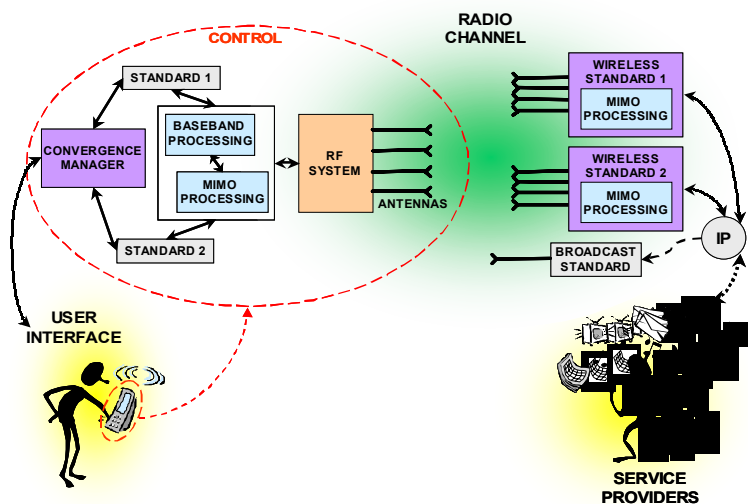 RADIO
CHANNEL
CONTROL
STANDARD 1
BASEBAND
PROCESSING
CONVERGENCE
MANAGER
MIMO
PROCESSING
STANDARD 2
RF
SYSTEM
ANTENNAS
WIRELESS
STANDARD 1
MIMO
PROCESSING
WIRELESS
STANDARD 2
MIMO
PROCESSING
IP
BROADCAST
STANDARD
USER
INTERFACE
SERVICE
PROVIDERS